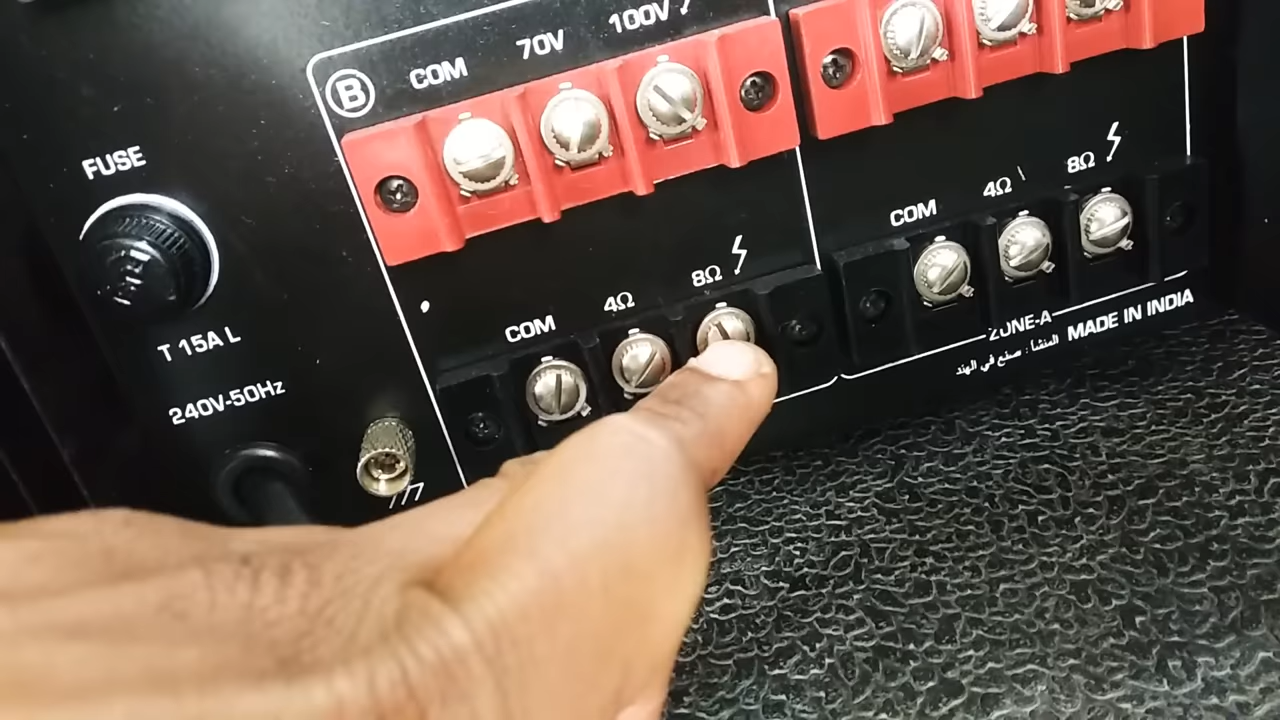 B COM 70V 100V
FUSE
T 15A L
240V-50Hz
COM 4Ω 8Ω
COM 4Ω 8Ω
ZONE-A
MADE IN INDIA
المنشأ : صنع في الهند